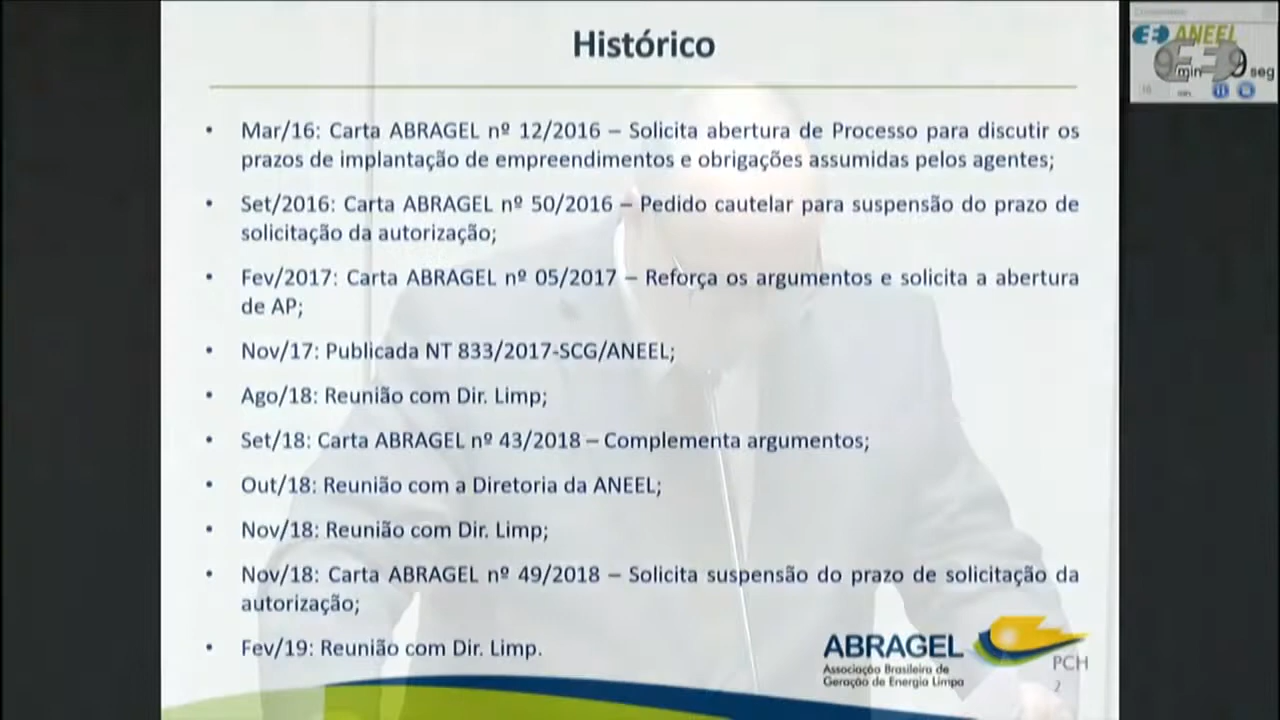 Histórico
ANEEL
min
seg
• Mar/16: Carta ABRAGEL nº 12/2016 – Solicita abertura de Processo para discutir os
prazos de implantação de empreendimentos e obrigações assumidas pelos agentes;
• Set/2016: Carta ABRAGEL nº 50/2016 – Pedido cautelar para suspensão do prazo de
solicitação da autorização;
• Fev/2017: Carta ABRAGEL nº 05/2017 – Reforça os argumentos e solicita a abertura
de AP;
• Nov/17: Publicada NT 833/2017-SCG/ANEEL;
• Ago/18: Reunião com Dir. Limp;
• Set/18: Carta ABRAGEL nº 43/2018 – Complementa argumentos;
• Out/18: Reunião com a Diretoria da ANEEL;
• Nov/18: Reunião com Dir. Limp;
• Nov/18: Carta ABRAGEL nº 49/2018 – Solicita suspensão do prazo de solicitação da
autorização;
• Fev/19: Reunião com Dir. Limp.
ABRAGEL
Associação Brasileira de
Geração de Energia Limpa
PCH
2